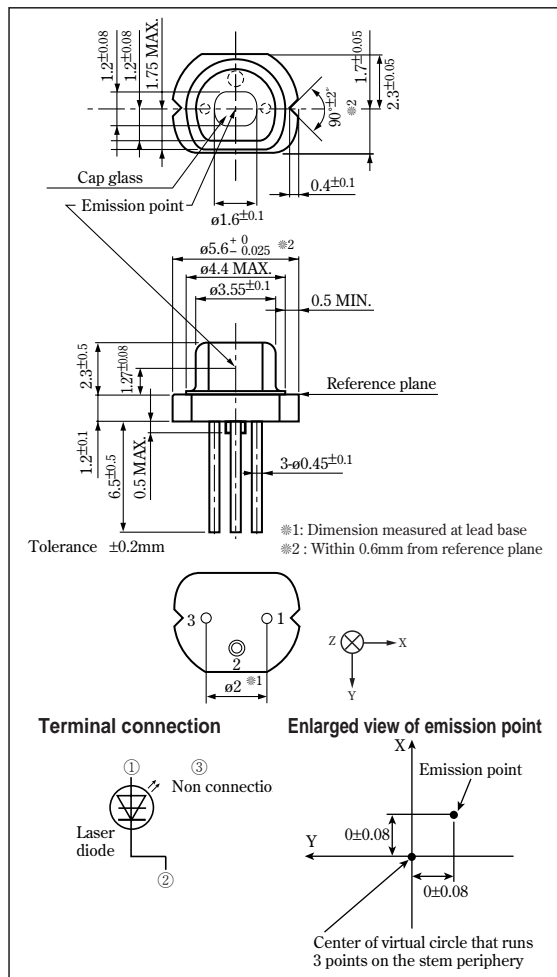 1.2±0.08
1.2±0.08
1.75 MAX.
1.7±0.05
2.3±0.05
90°±2°
※2
Cap glass
Emission point
0.4±0.1
ø1.6±0.1
ø5.6 + 0 − 0.025 ※2
ø4.4 MAX.
ø3.55±0.1
0.5 MIN.
2.3±0.5
1.27±0.08
Reference plane
1.2±0.1
6.5±0.5
0.5 MAX.
3-ø0.45±0.1
※1: Dimension measured at lead base
Tolerance ±0.2mm
※2 : Within 0.6mm from reference plane
3
1
2
ø2 ※1
Z
X
Y
Terminal connection
Enlarged view of emission point
① ③
Non connectio
Laser
diode
②
X
Emission point
0±0.08
Y
0±0.08
Center of virtual circle that runs
3 points on the stem periphery